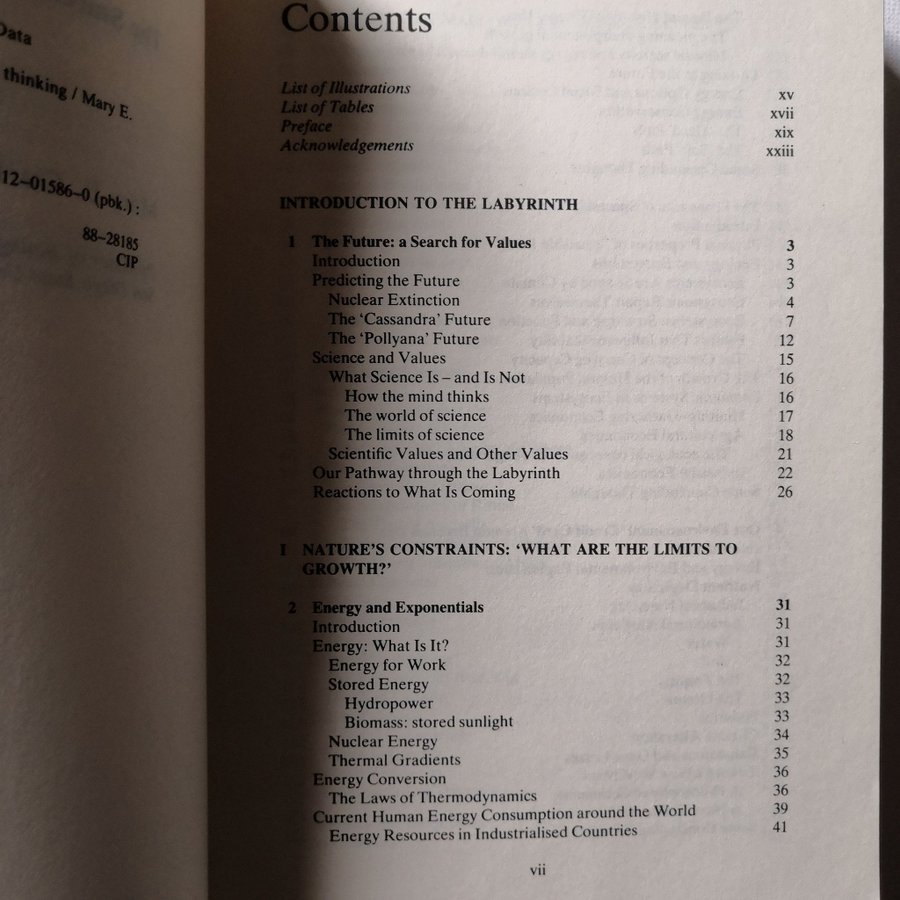 Data
thinking / Mary E.
12–01586–0 (pbk.) :
88–28185
CIP
Contents
List of Illustrations xv
List of Tables xvii
Preface xix
Acknowledgements xxiii
INTRODUCTION TO THE LABYRINTH
1 The Future: a Search for Values 3
Introduction 3
Predicting the Future 3
Nuclear Extinction 4
The ‘Cassandra’ Future 7
The ‘Pollyana’ Future 12
Science and Values 15
What Science Is – and Is Not 16
How the mind thinks 16
The world of science 17
The limits of science 18
Scientific Values and Other Values 21
Our Pathway through the Labyrinth 22
Reactions to What Is Coming 26
I NATURE’S CONSTRAINTS: ‘WHAT ARE THE LIMITS TO
GROWTH?’
2 Energy and Exponentials 31
Introduction 31
Energy: What Is It? 31
Energy for Work 32
Stored Energy 32
Hydropower 33
Biomass: stored sunlight 33
Nuclear Energy 34
Thermal Gradients 35
Energy Conversion 36
The Laws of Thermodynamics 36
Current Human Energy Consumption around the World 39
Energy Resources in Industrialised Countries 41
vii